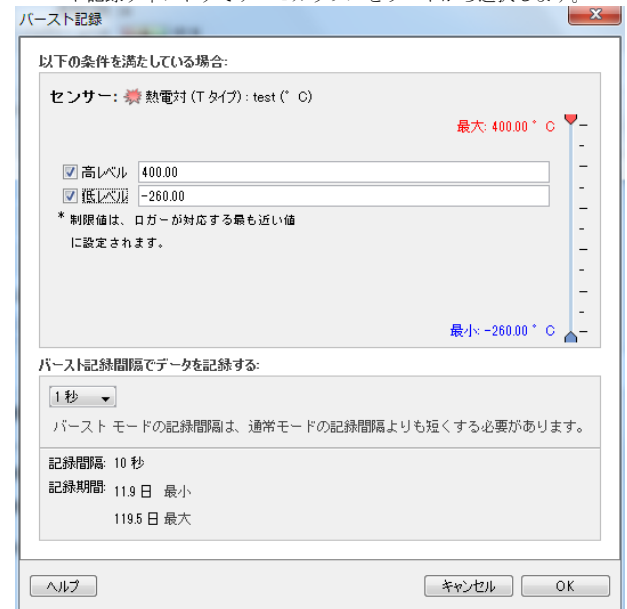 バースト記録
以下の条件を満たしている場合:
センサー: 熱電対 (T タイプ) : test (° C)
最大: 400.00 ° C
高レベル 400.00
低レベル -260.00
* 制限値は、ロガーが対応する最も近い値
に設定されます。
最小: -260.00 ° C
バースト記録間隔でデータを記録する:
1 秒
バースト モードの記録間隔は、通常モードの記録間隔よりも短くする必要があります。
記録間隔: 10 秒
記録期間: 11.9 日 最小
119.5 日 最大
ヘルプ キャンセル OK